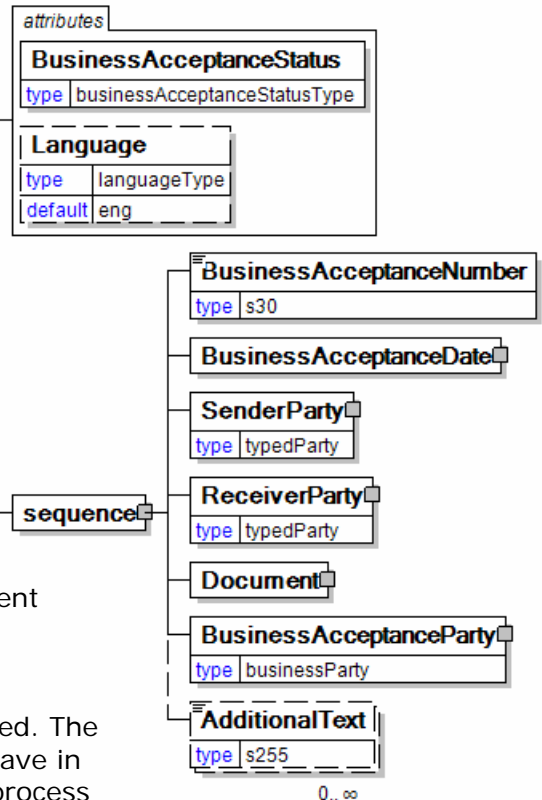 attributes
BusinessAcceptanceStatus
type businessAcceptanceStatusType
Language
type languageType
default eng
BusinessAcceptanceNumber
type s30
BusinessAcceptanceDate
SenderParty
type typedParty
ReceiverParty
type typedParty
sequence
Document
ent
BusinessAcceptanceParty
type businessParty
ed. The
AdditionalText
ave in
type s255
process
0..∞